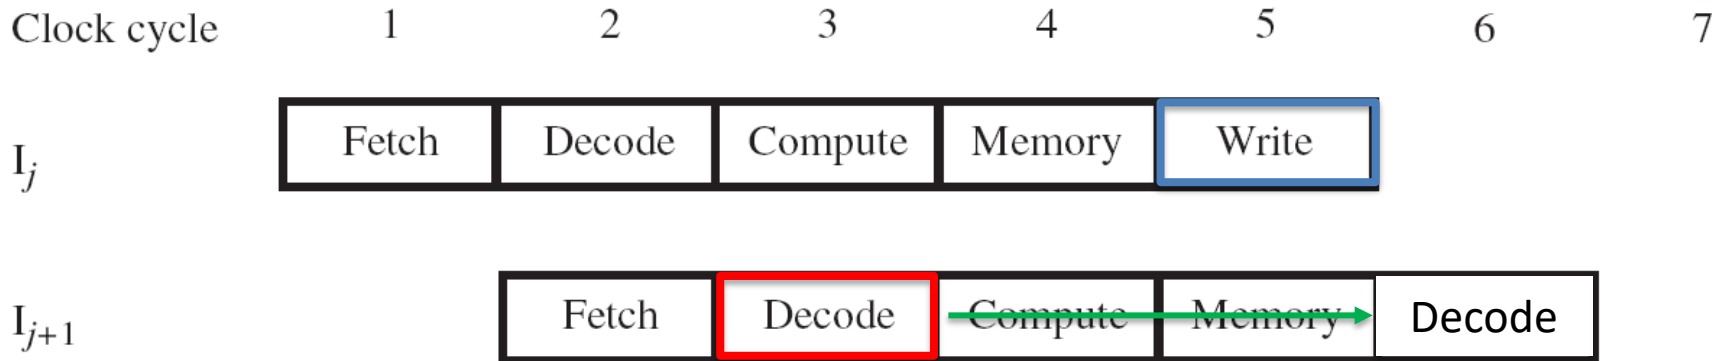 Clock cycle 1 2 3 4 5 6 7
Ij Fetch Decode Compute Memory Write
Ij+1 Fetch Decode Compute Memory Decode